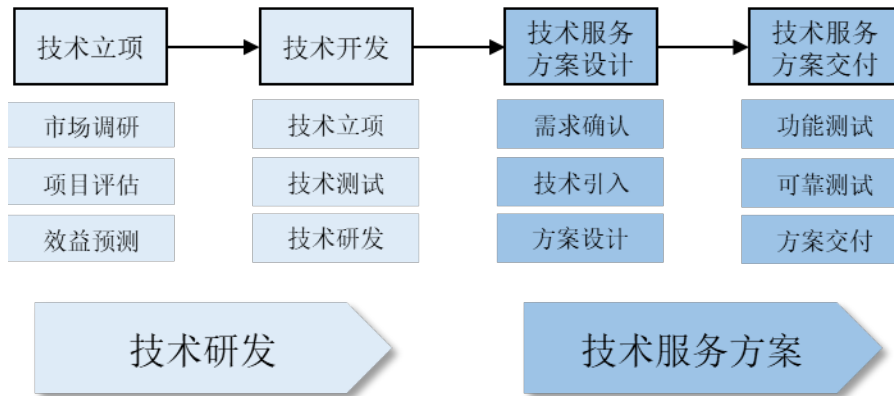 技术立项
技术开发
技术服务
方案设计
技术服务
方案交付
市场调研
技术立项
需求确认
功能测试
项目评估
技术测试
技术引入
可靠测试
效益预测
技术研发
方案设计
方案交付
技术研发
技术服务方案